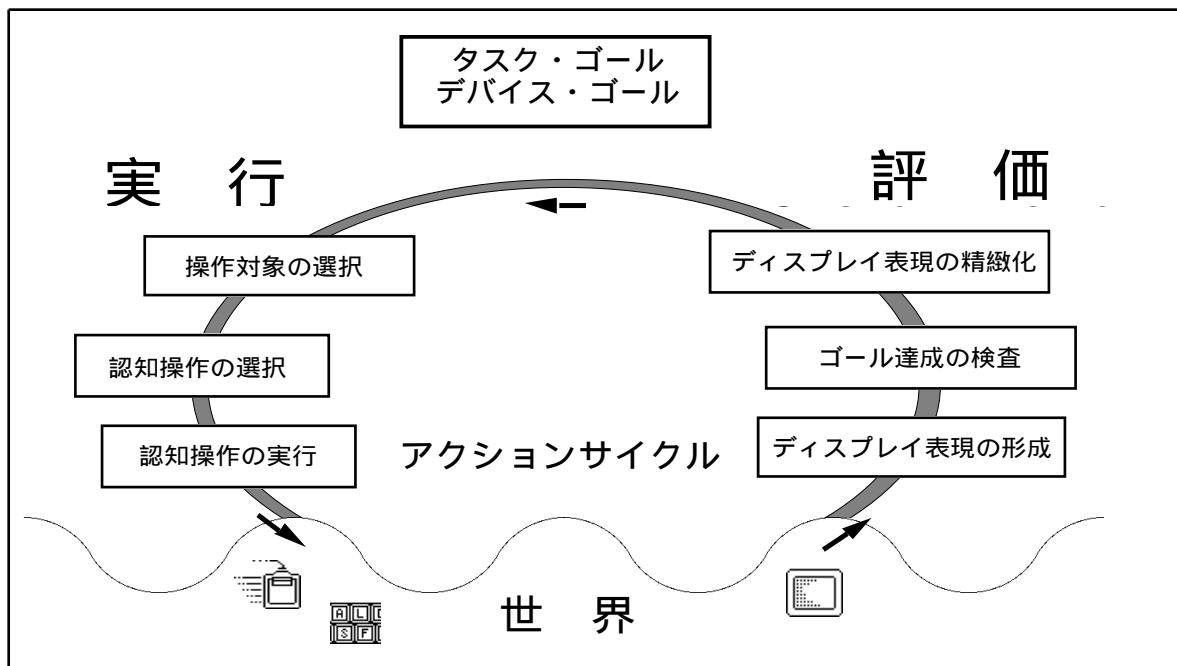 タスク・ゴール
デバイス・ゴール
実 行
評 価
操作対象の選択
ディスプレイ表現の精緻化
認知操作の選択
ゴール達成の検査
認知操作の実行
アクションサイクル
ディスプレイ表現の形成
世 界